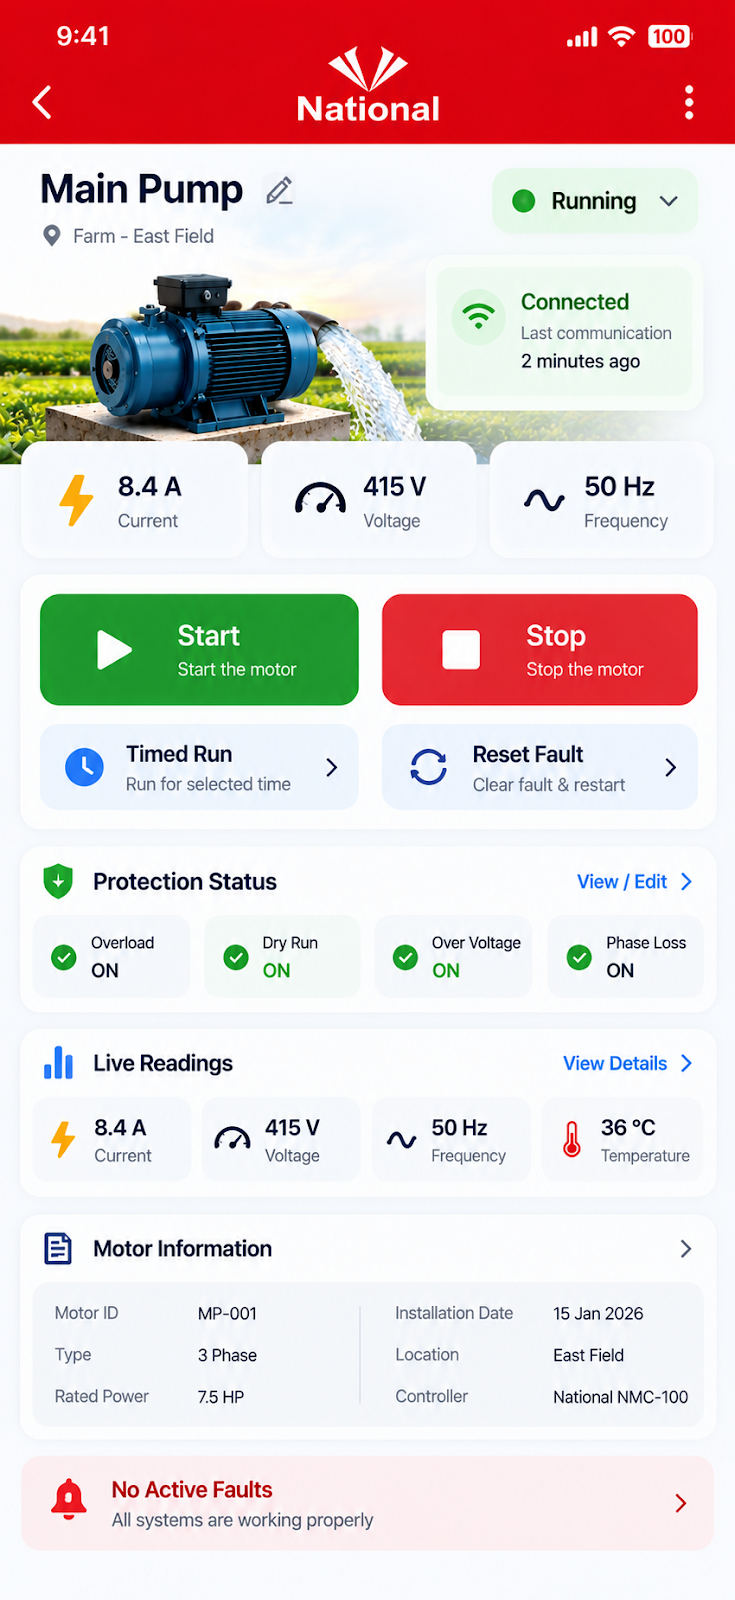 9:41
100
National
Main Pump
Running
Farm - East Field
Connected
Last communication
2 minutes ago
8.4 A
Current
415 V
Voltage
50 Hz
Frequency
Start
Start the motor
Stop
Stop the motor
Timed Run
Run for selected time
Reset Fault
Clear fault & restart
Protection Status
View / Edit
Overload
ON
Dry Run
ON
Over Voltage
ON
Phase Loss
ON
Live Readings
View Details
8.4 A
Current
415 V
Voltage
50 Hz
Frequency
36 °C
Temperature
Motor Information
Motor ID MP-001
Installation Date 15 Jan 2026
Type 3 Phase
Location East Field
Rated Power 7.5 HP
Controller National NMC-100
No Active Faults
All systems are working properly